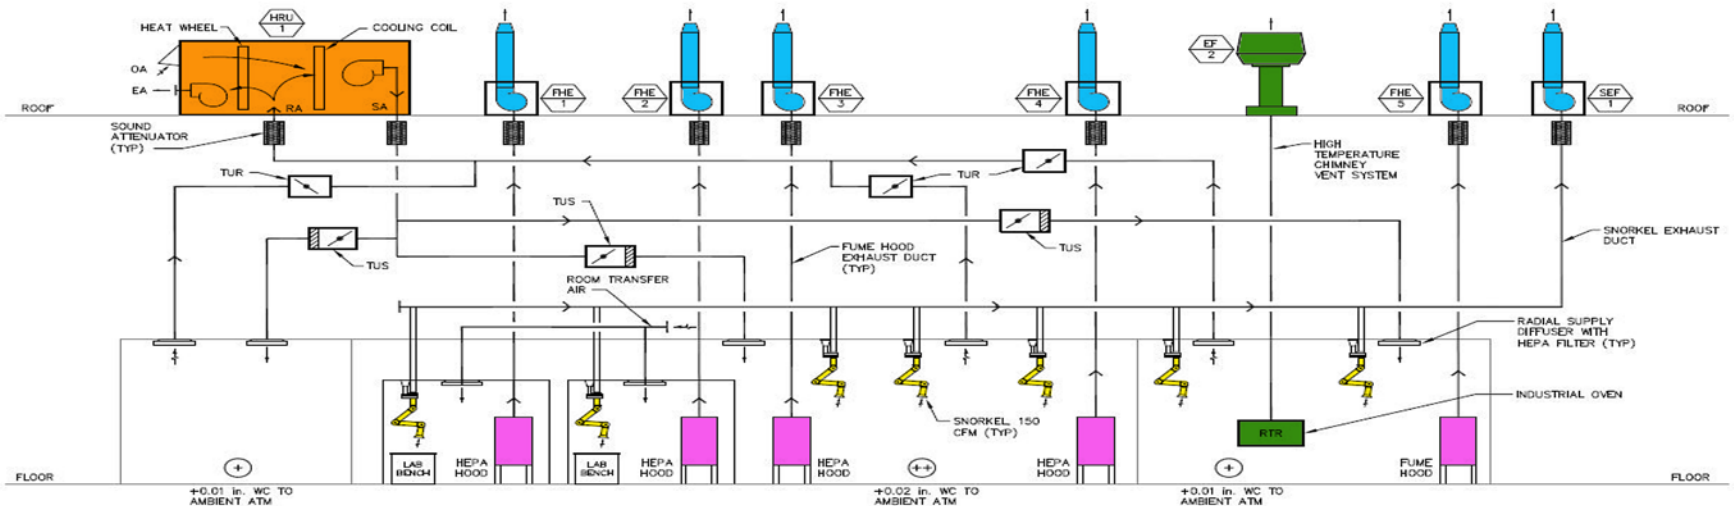 HRU
1
HEAT WHEEL
COOLING COIL
OA
EA
RA
SA
FHE
1
FHE
2
FHE
3
FHE
4
EF
2
FHE
5
SEF
1
ROOF
ROOF
SOUND
ATTENUATOR
(TYP)
HIGH
TEMPERATURE
CHIMNEY
VENT SYSTEM
TUR
TUR
TUS
TUS
TUS
FUME HOOD
EXHAUST DUCT
(TYP)
SNORKEL EXHAUST
DUCT
ROOM TRANSFER
AIR
RADIAL SUPPLY
DIFFUSER WITH
HEPA FILTER (TYP)
INDUSTRIAL OVEN
SNORKEL, 150
CFM (TYP)
RTR
LAB
BENCH
HEPA
HOOD
LAB
BENCH
HEPA
HOOD
HEPA
HOOD
HEPA
HOOD
FUME
HOOD
+
++
+
FLOOR
FLOOR
+0.01 in. WC TO
AMBIENT ATM
+0.02 in. WC TO
AMBIENT ATM
+0.01 in. WC TO
AMBIENT ATM